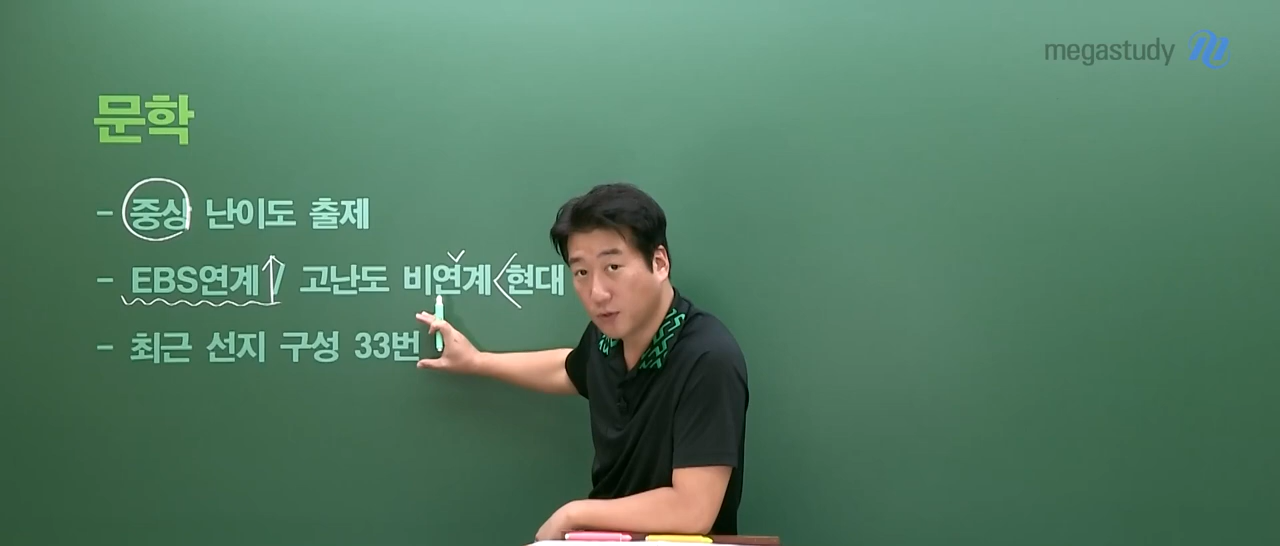 megastudy
문학
- 중상 난이도 출제
- EBS연계↑/ 고난도 비연계<현대
- 최근 선지 구성 33번